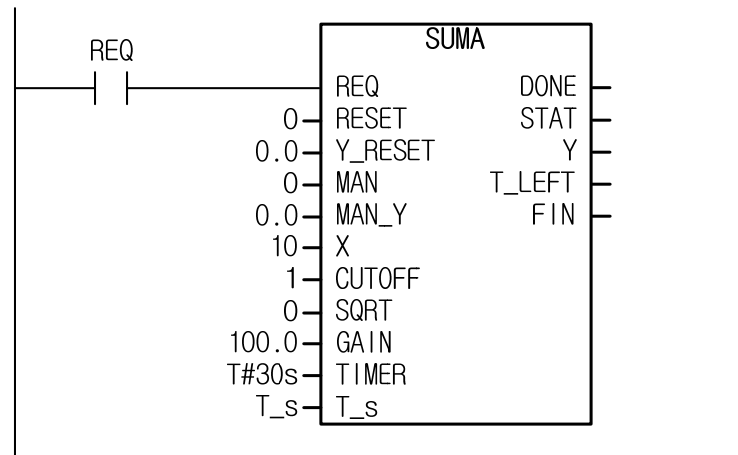 SUMA
REQ
REQ DONE
0 RESET STAT
0.0 Y_RESET Y
0 MAN T_LEFT
0.0 MAN_Y FIN
10 X
1 CUTOFF
0 SQRT
100.0 GAIN
T#30s TIMER
T_s T_s